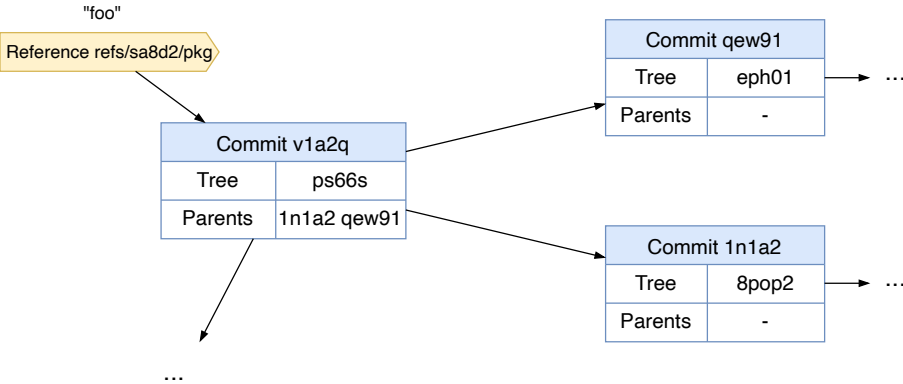 "foo"
Reference refs/sa8d2/pkg
Commit v1a2q
Tree ps66s
Parents 1n1a2 qew91
...
Commit qew91
Tree eph01
Parents -
...
Commit 1n1a2
Tree 8pop2
Parents -
...